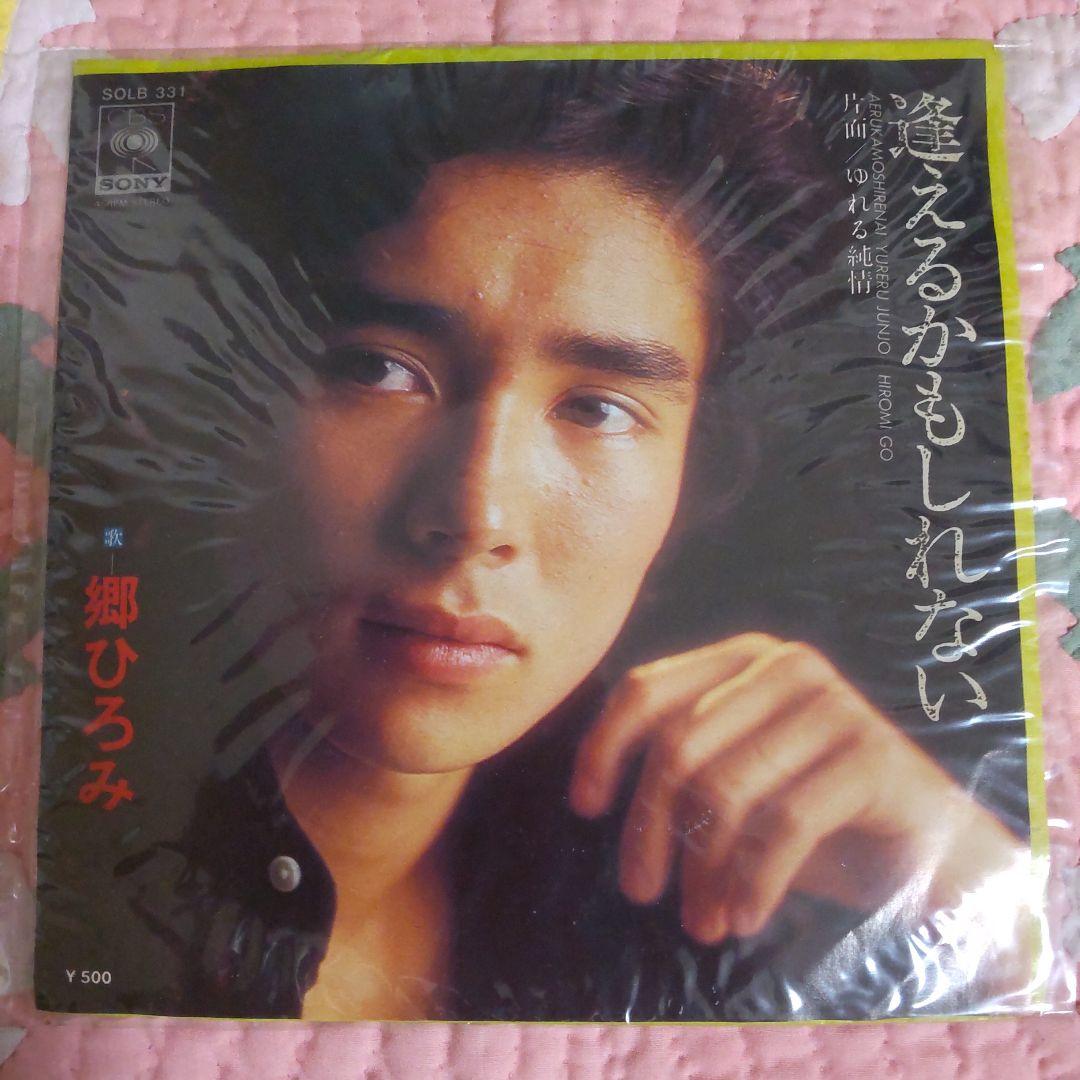 SOLB 331
CBS
SONY
逢えるかもしれない
AERUKAMOSHIRENAI YURERU JUNJO HIROMI GO
片面/ゆれる純情
歌―郷ひろみ
¥ 500